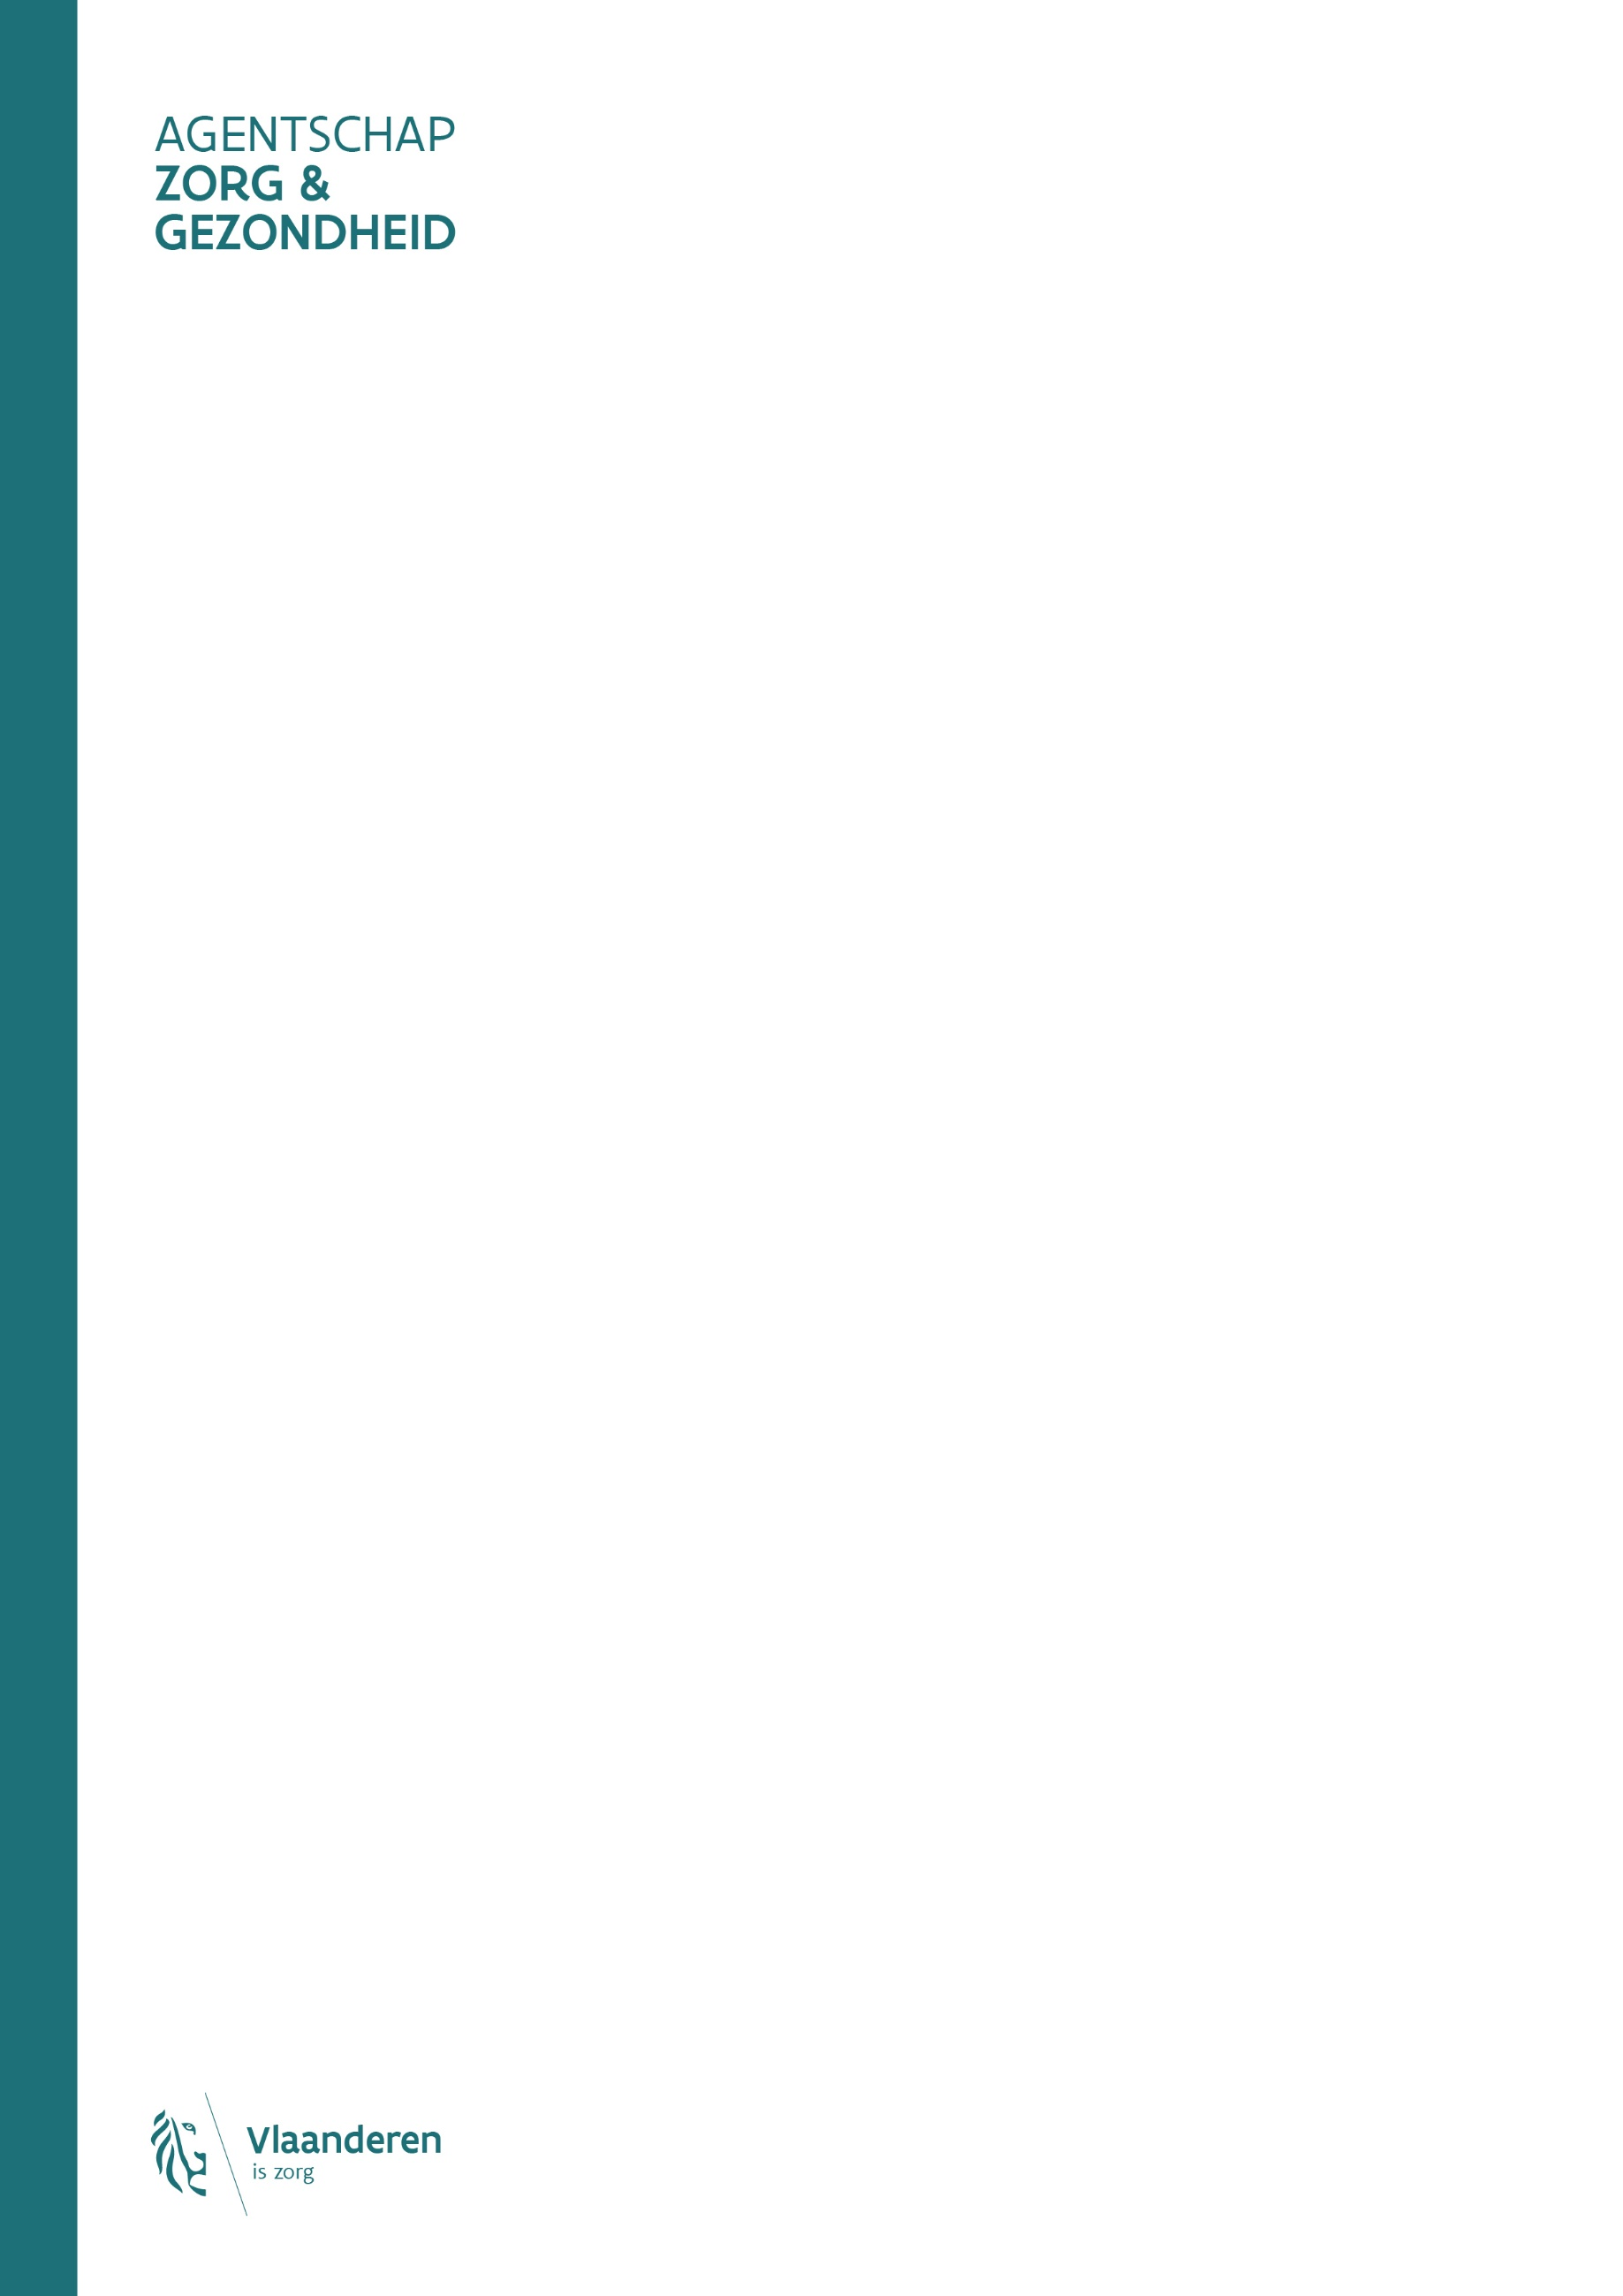 AGENTSCHAP
ZORG &
GEZONDHEID
Vlaanderen
is zorg